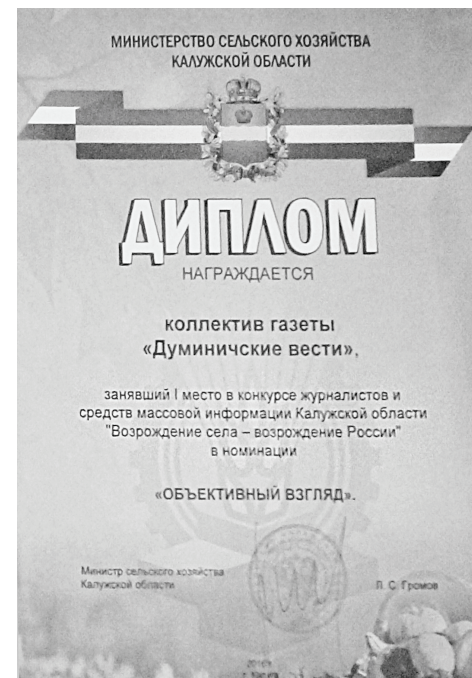 МИНИСТЕРСТВО СЕЛЬСКОГО ХОЗЯЙСТВА
КАЛУЖСКОЙ ОБЛАСТИ
ДИПЛОМ
НАГРАЖДАЕТСЯ
коллектив газеты
«Думиничские вести»,
занявший I место в конкурсе журналистов и
средств массовой информации Калужской области
"Возрождение села – возрождение России"
в номинации
«ОБЪЕКТИВНЫЙ ВЗГЛЯД».
Министр сельского хозяйства
Калужской области
Л. С. Громов
г. Калуга